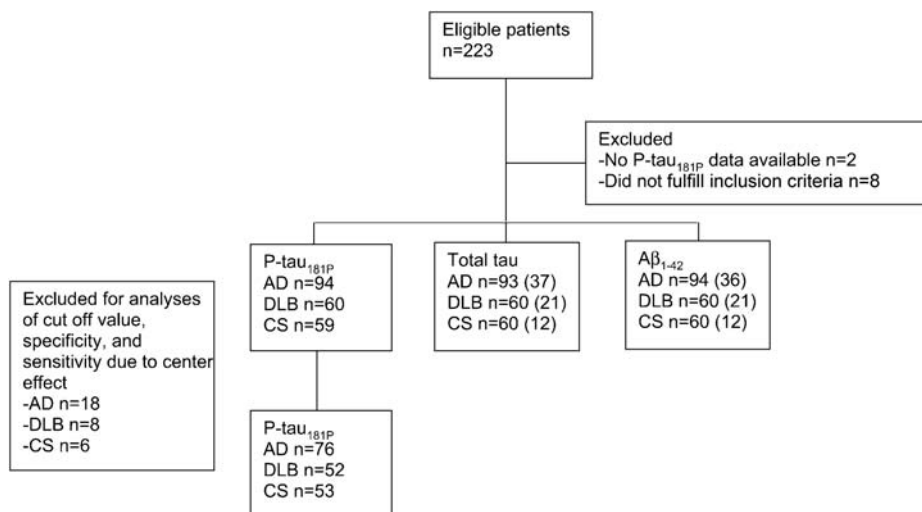 Eligible patients
n=223
Excluded
-No P-tau181P data available n=2
-Did not fulfill inclusion criteria n=8
P-tau181P
AD n=94
DLB n=60
CS n=59
Total tau
AD n=93 (37)
DLB n=60 (21)
CS n=60 (12)
Aβ1-42
AD n=94 (36)
DLB n=60 (21)
CS n=60 (12)
Excluded for analyses
of cut off value,
specificity, and
sensitivity due to center
effect
-AD n=18
-DLB n=8
-CS n=6
P-tau181P
AD n=76
DLB n=52
CS n=53